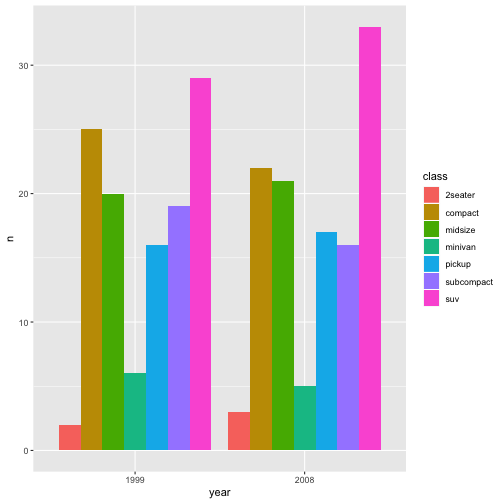 n
30
20
10
0
1999
2008
year
class
2seater
compact
midsize
minivan
pickup
subcompact
suv